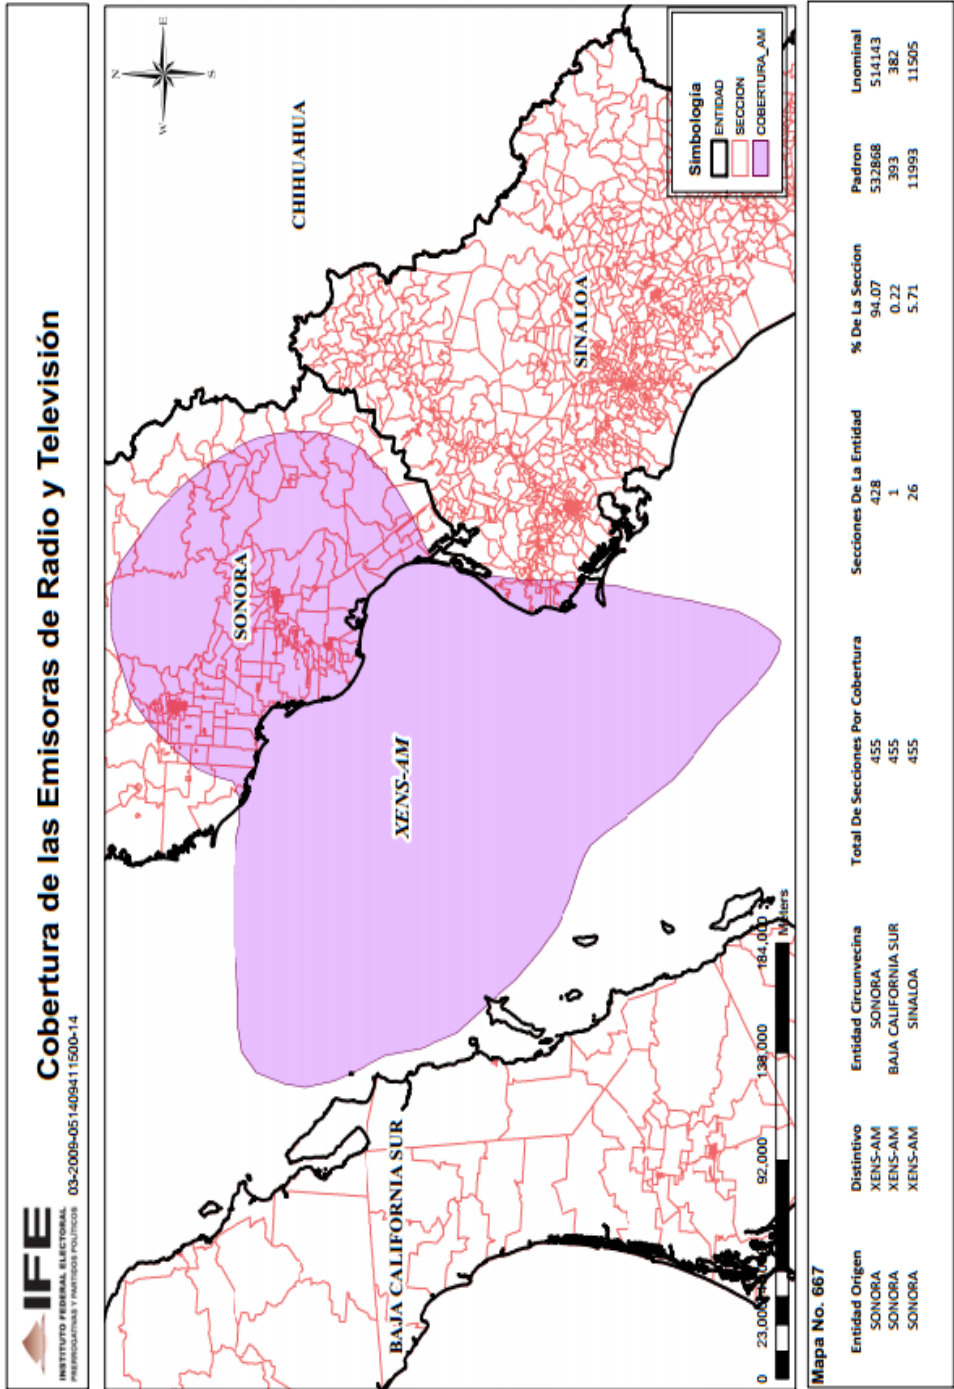 IFE
INSTITUTO FEDERAL ELECTORAL
PRERROGATIVAS Y PARTIDOS POLÍTICOS
03-2009-051409411500-14
Cobertura de las Emisoras de Radio y Televisión
N
W
E
S
CHIHUAHUA
SONORA
SINALOA
XENS-AM
BAJA CALIFORNIA SUR
Simbología
ENTIDAD
SECCION
COBERTURA_AM
0 23,000 92,000 138,000 184,000
Meters
Mapa No. 667
Entidad Origen Distintivo Entidad Circunvecina Total De Secciones Por Cobertura Secciones De La Entidad % De La Seccion Padron Lnominal
SONORA XENS-AM SONORA 455 428 94.07 532868 514143
SONORA XENS-AM BAJA CALIFORNIA SUR 455 1 0.22 393 382
SONORA XENS-AM SINALOA 455 26 5.71 11993 11505